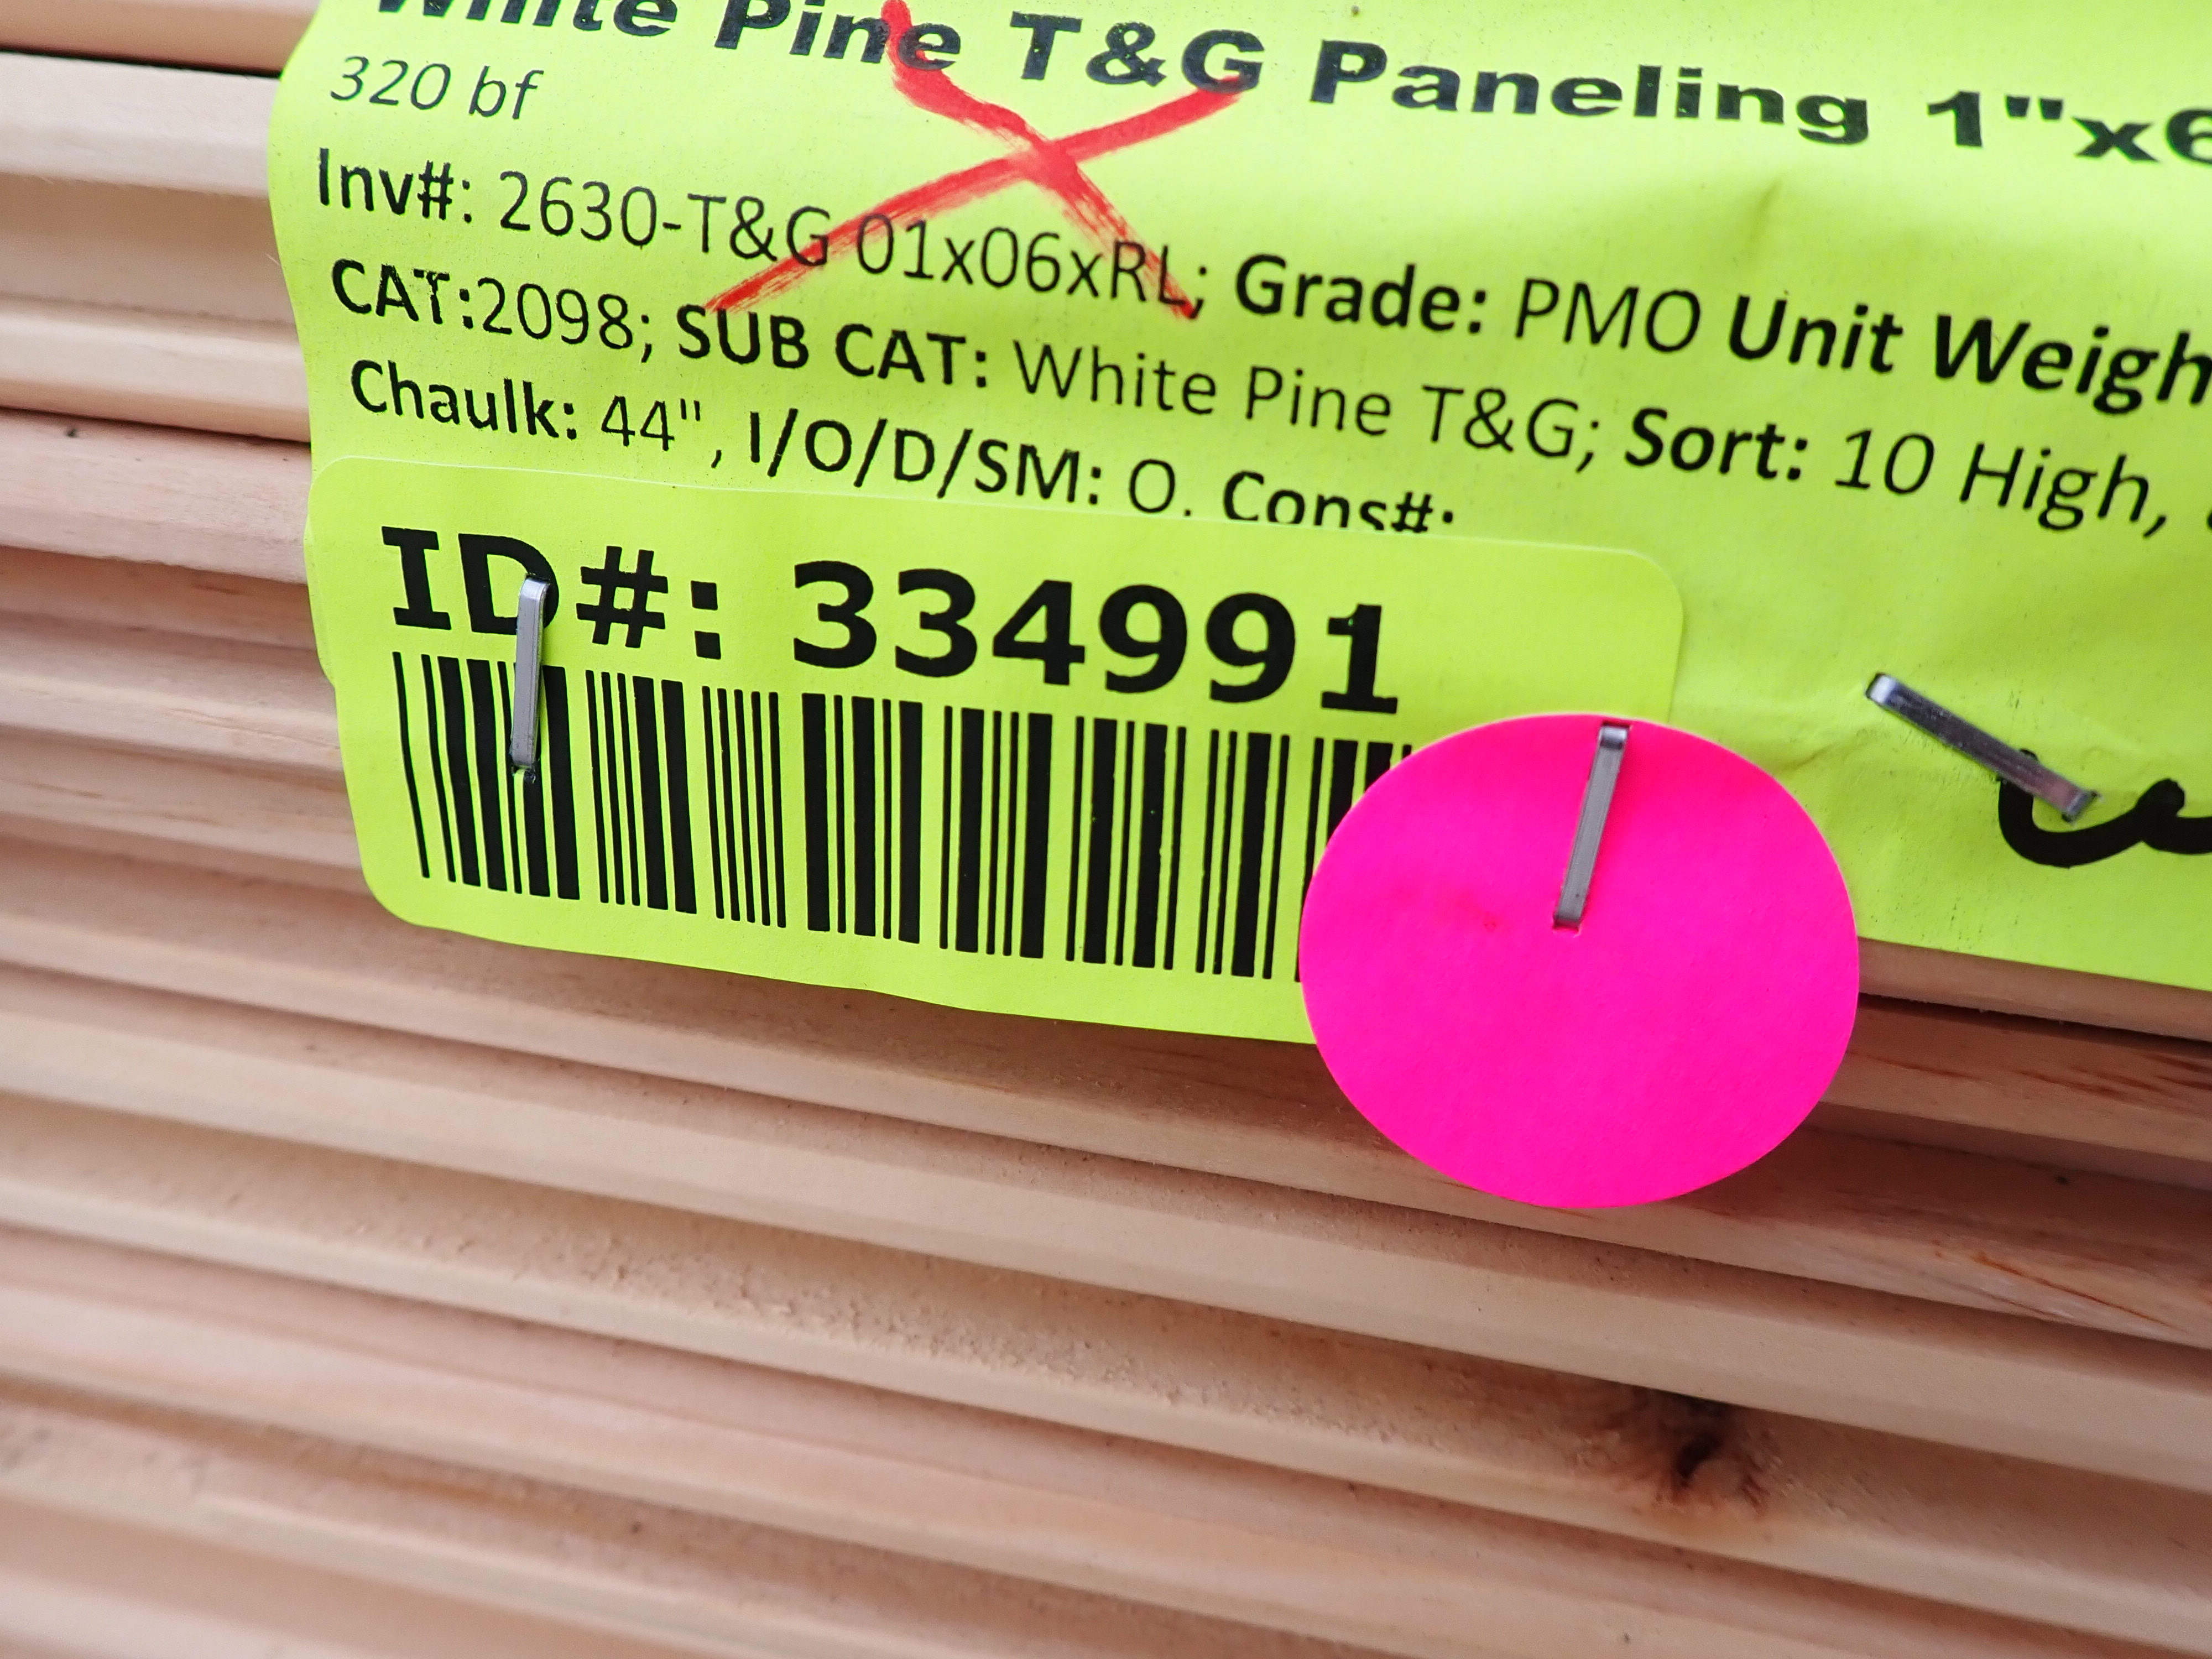 White Pine T&G Paneling 1"x6
320 bf
Inv#: 2630-T&G 01x06xRL; Grade: PMO Unit Weigh
CAT:2098; SUB CAT: White Pine T&G; Sort: 10 High,
Chaulk: 44", I/O/D/SM: O. Cons#:
ID#: 334991